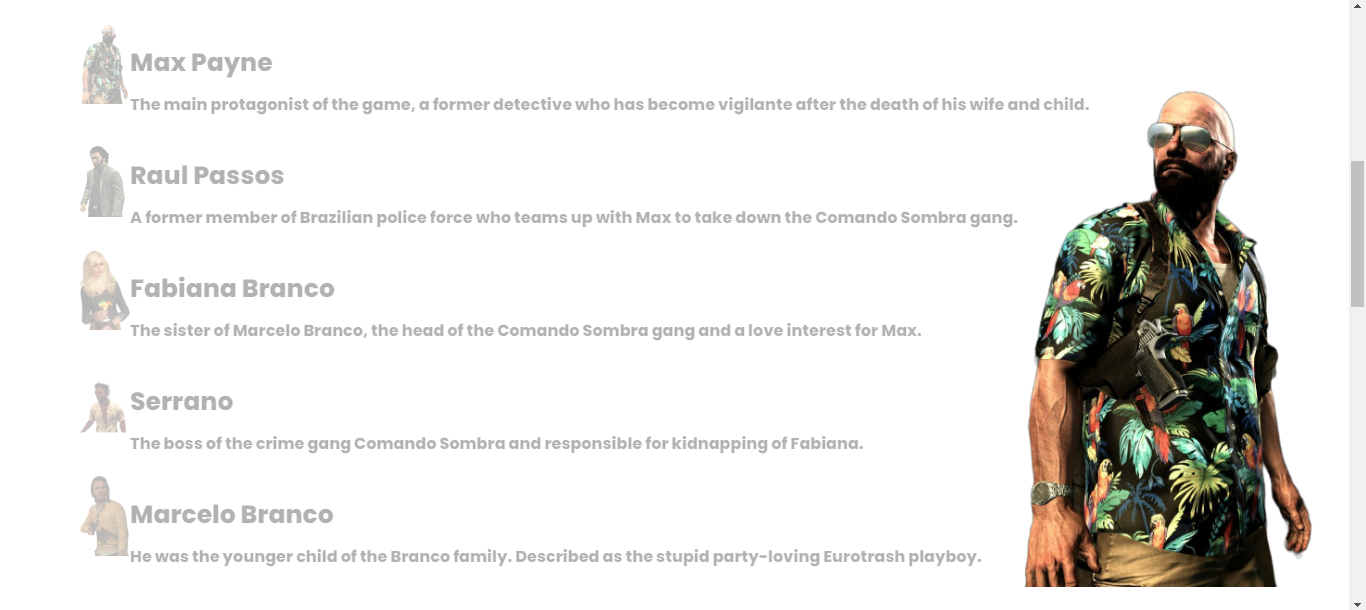 Max Payne
The main protagonist of the game, a former detective who has become vigilante after the death of his wife and child.
Raul Passos
A former member of Brazilian police force who teams up with Max to take down the Comando Sombra gang.
Fabiana Branco
The sister of Marcelo Branco, the head of the Comando Sombra gang and a love interest for Max.
Serrano
The boss of the crime gang Comando Sombra and responsible for kidnapping of Fabiana.
Marcelo Branco
He was the younger child of the Branco family. Described as the stupid party-loving Eurotrash playboy.